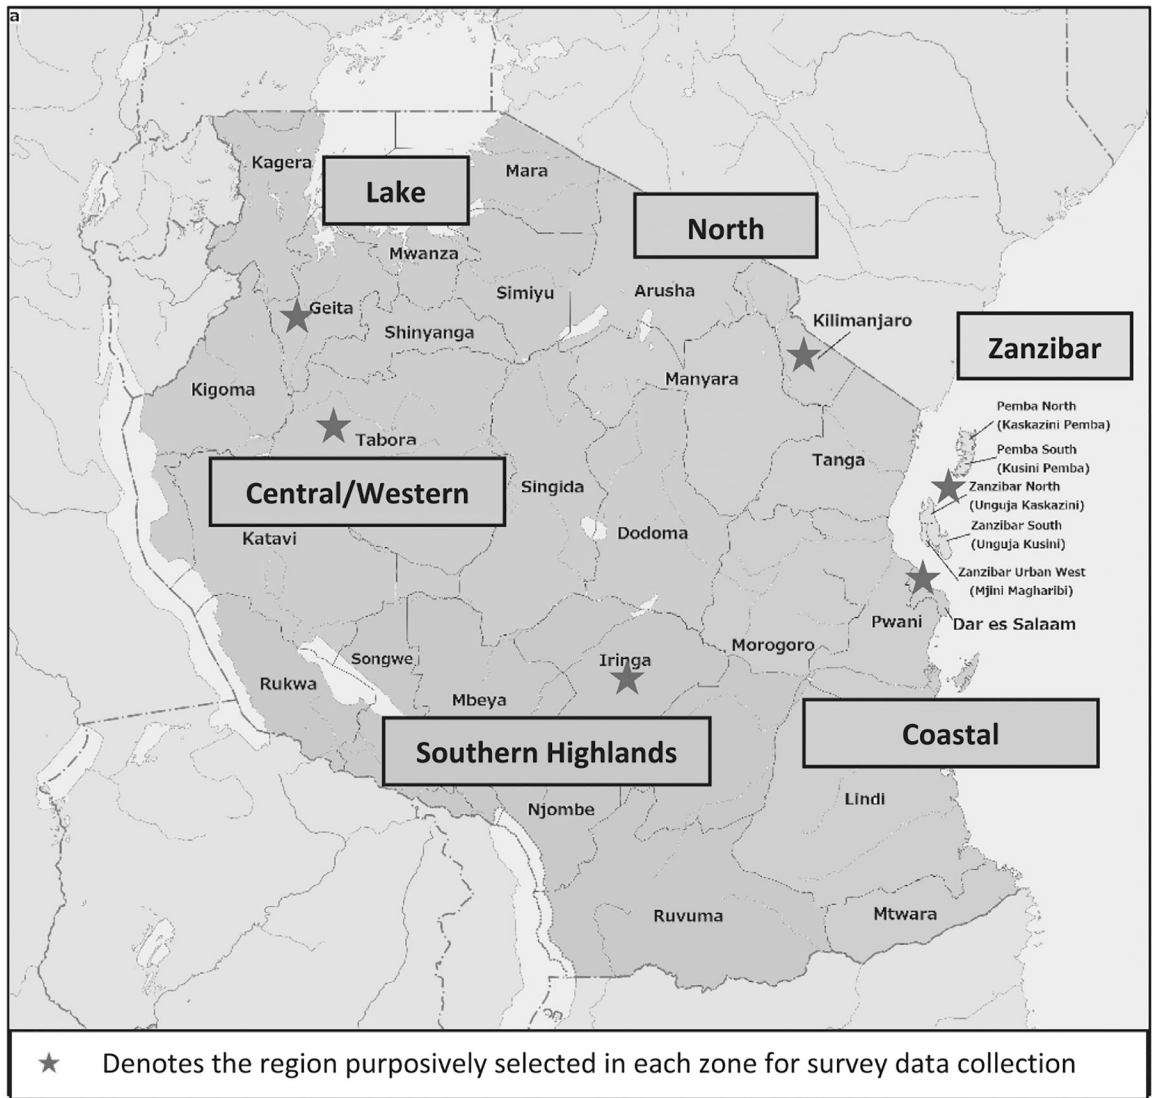 a
Kagera
Lake
Mara
North
Mwanza
Simiyu
Arusha
Geita
Kilimanjaro
Shinyanga
Zanzibar
Kigoma
Manyara
Pemba North
(Kaskazini Pemba)
Tabora
Pemba South
(Kusini Pemba)
Tanga
Central/Western
Singida
Zanzibar North
(Unguja Kaskazini)
Katavi
Dodoma
Zanzibar South
(Unguja Kusini)
Zanzibar Urban West
(Mjini Magharibi)
Pwani
Dar es Salaam
Morogoro
Songwe
Iringa
Rukwa
Mbeya
Southern Highlands
Coastal
Njombe
Lindi
Ruvuma
Mtwara
Denotes the region purposively selected in each zone for survey data collection